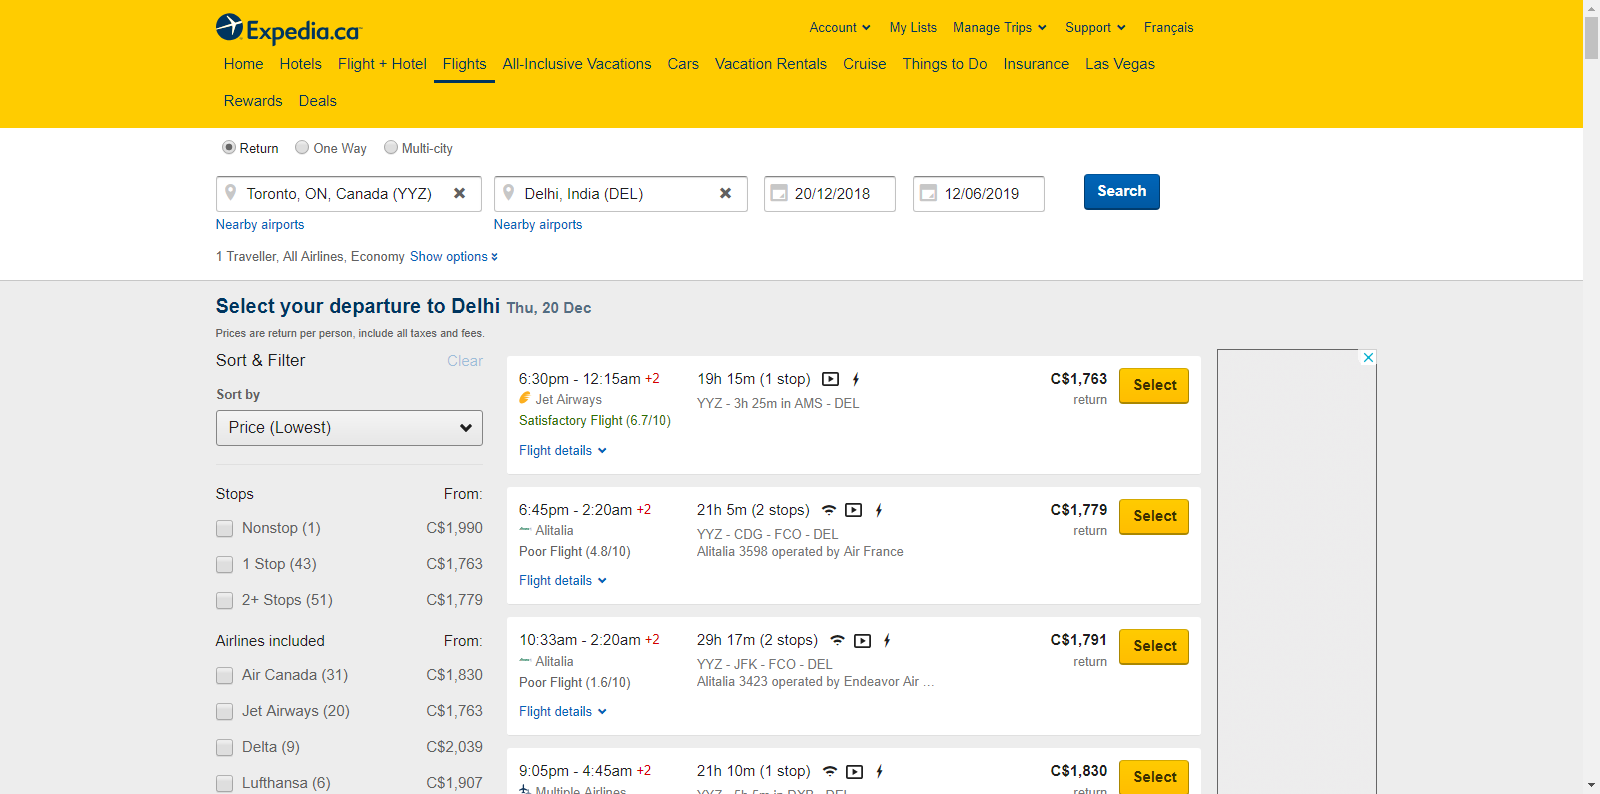 Expedia.ca
Account My Lists Manage Trips Support Français
Home Hotels Flight + Hotel Flights All-Inclusive Vacations Cars Vacation Rentals Cruise Things to Do Insurance Las Vegas
Rewards Deals
Return One Way Multi-city
Toronto, ON, Canada (YYZ) Delhi, India (DEL) 20/12/2018 12/06/2019 Search
Nearby airports Nearby airports
1 Traveller, All Airlines, Economy Show options
Select your departure to Delhi Thu, 20 Dec
Prices are return per person, include all taxes and fees.
Sort & Filter Clear
Sort by
Price (Lowest)
Stops From:
Nonstop (1) C$1,990
1 Stop (43) C$1,763
2+ Stops (51) C$1,779
Airlines included From:
Air Canada (31) C$1,830
Jet Airways (20) C$1,763
Delta (9) C$2,039
Lufthansa (6) C$1,907
6:30pm - 12:15am +2 19h 15m (1 stop) C$1,763 Select
Jet Airways YYZ - 3h 25m in AMS - DEL return
Satisfactory Flight (6.7/10)
Flight details
6:45pm - 2:20am +2 21h 5m (2 stops) C$1,779 Select
Alitalia YYZ - CDG - FCO - DEL return
Poor Flight (4.8/10) Alitalia 3598 operated by Air France
Flight details
10:33am - 2:20am +2 29h 17m (2 stops) C$1,791 Select
Alitalia YYZ - JFK - FCO - DEL return
Poor Flight (1.6/10) Alitalia 3423 operated by Endeavor Air ...
Flight details
9:05pm - 4:45am +2 21h 10m (1 stop) C$1,830 Select
Multiple Airlines YYZ - 5h 5m in DXB - DEL return